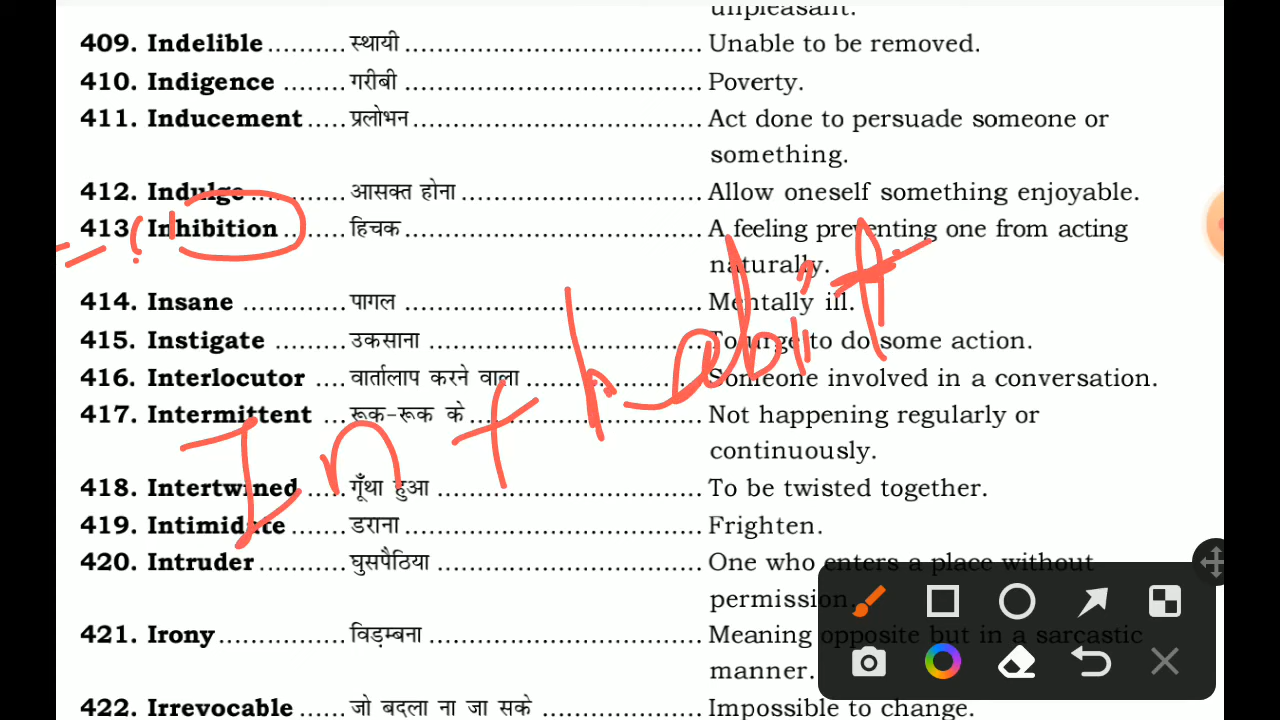 unpleasant.
409. Indelible .......... स्थायी ..................................... Unable to be removed.
410. Indigence ........ गरीबी ..................................... Poverty.
411. Inducement ..... प्रलोभन .................................... Act done to persuade someone or
something.
412. Indulge ............ आसक्त होना .............................. Allow oneself something enjoyable.
413. Inhibition ........ हिचक ..................................... A feeling preventing one from acting
naturally.
414. Insane ............. पागल ..................................... Mentally ill.
415. Instigate ......... उकसाना ................................... To urge to do some action.
416. Interlocutor .... वार्तालाप करने वाला ..................... Someone involved in a conversation.
417. Intermittent ... रूक-रूक के ............................. Not happening regularly or
continuously.
418. Intertwined ..... गूँथा हुआ ................................. To be twisted together.
419. Intimidate ....... डराना ..................................... Frighten.
420. Intruder ........... घुसपैठिया ................................. One who enters a place without
permission.
421. Irony ................ विड़म्बना .................................. Meaning opposite but in a sarcastic
manner.
422. Irrevocable ...... जो बदला ना जा सके .................. Impossible to change.
In + habit